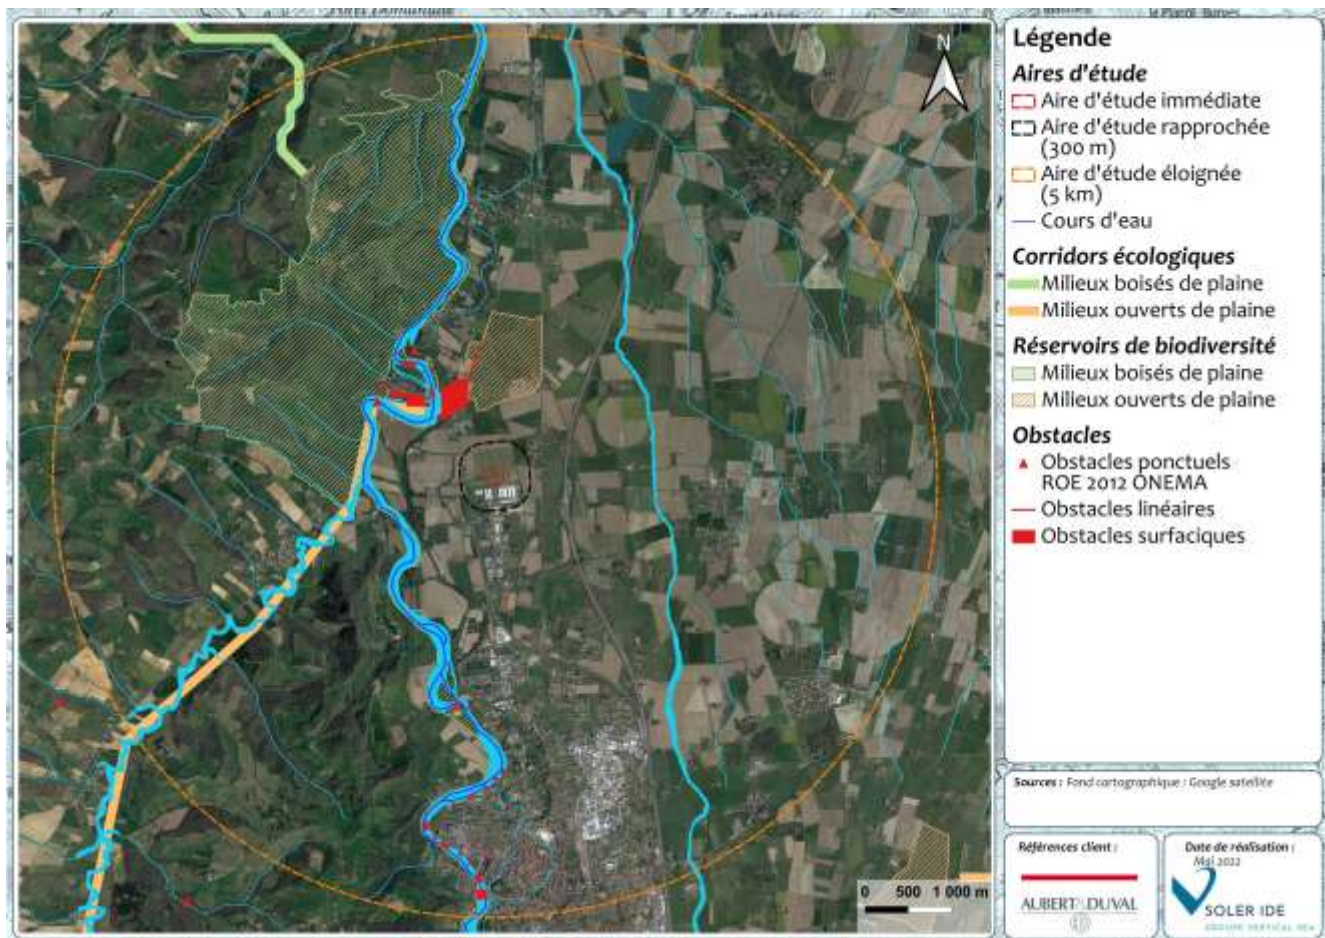 N
0 500 1 000 m
Légende
Aires d'étude
Aire d'étude immédiate
Aire d'étude rapprochée
(300 m)
Aire d'étude éloignée
(5 km)
Cours d'eau
Corridors écologiques
Milieux boisés de plaine
Milieux ouverts de plaine
Réservoirs de biodiversité
Milieux boisés de plaine
Milieux ouverts de plaine
Obstacles
Obstacles ponctuels
ROE 2012 ONEMA
Obstacles linéaires
Obstacles surfaciques
Sources : Fond cartographique : Google satellite
Références client :
AUBERT & DUVAL
Date de réalisation :
Mai 2022
SOLER IDE
GROUPE VERTICAL SEA